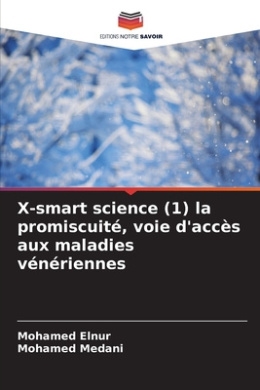 EDITIONS NOTRE SAVOIR
X-smart science (1) la
promiscuité, voie d'accès
aux maladies
vénériennes
Mohamed Elnur
Mohamed Medani